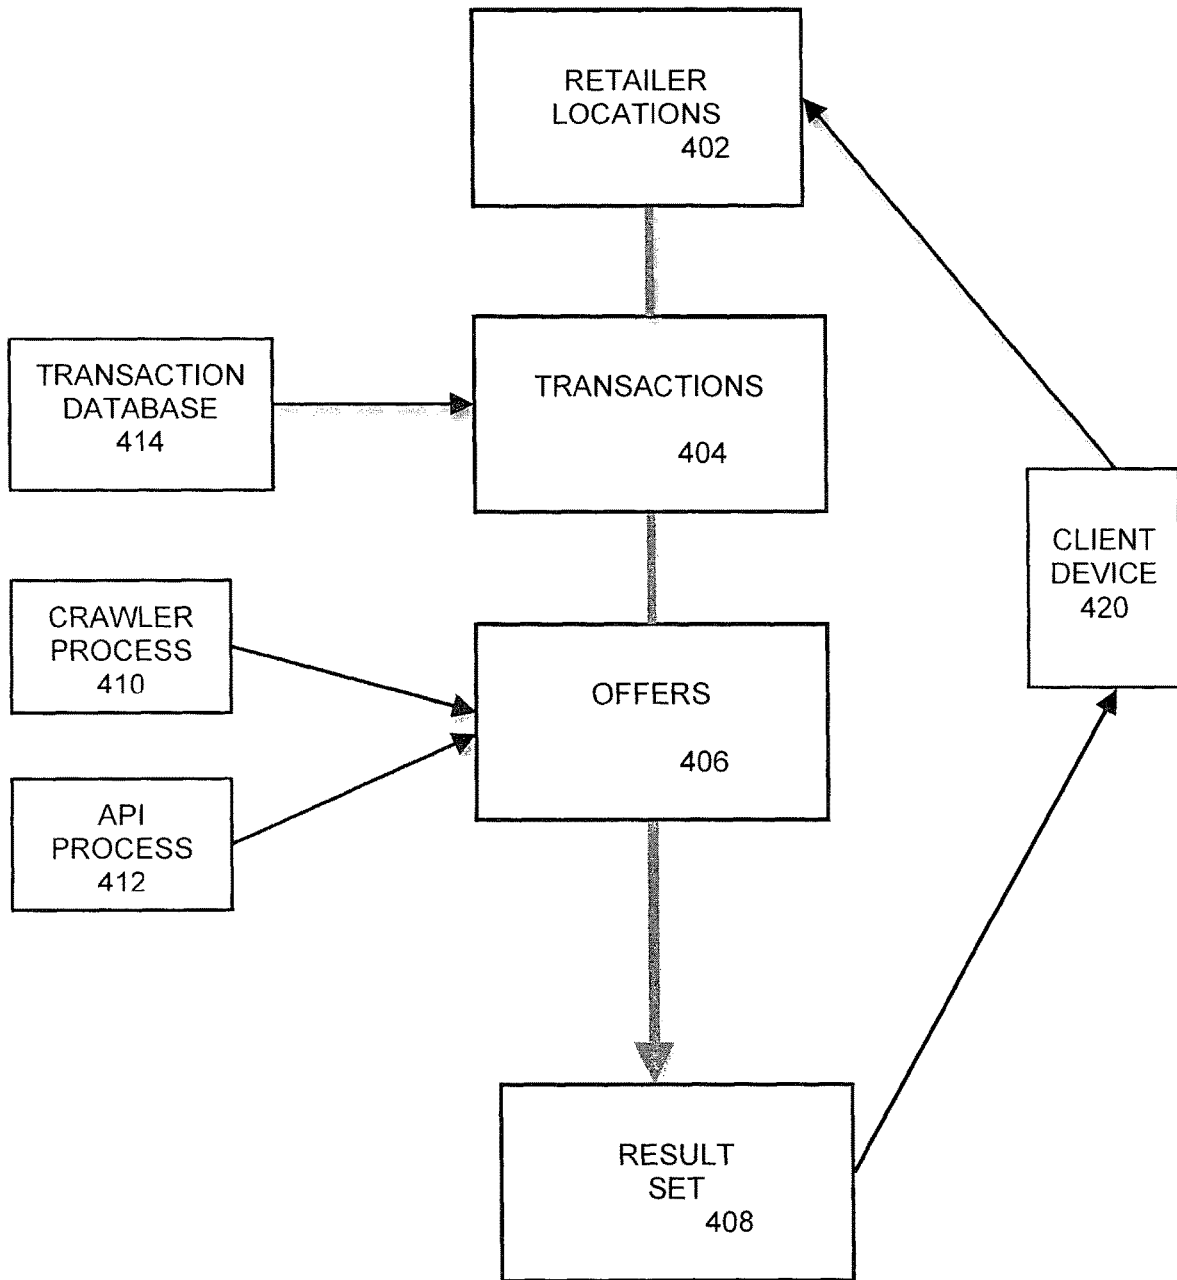 RETAILER
LOCATIONS
402
TRANSACTION
DATABASE
414
TRANSACTIONS
404
CLIENT
DEVICE
420
CRAWLER
PROCESS
410
OFFERS
406
API
PROCESS
412
RESULT
SET
408